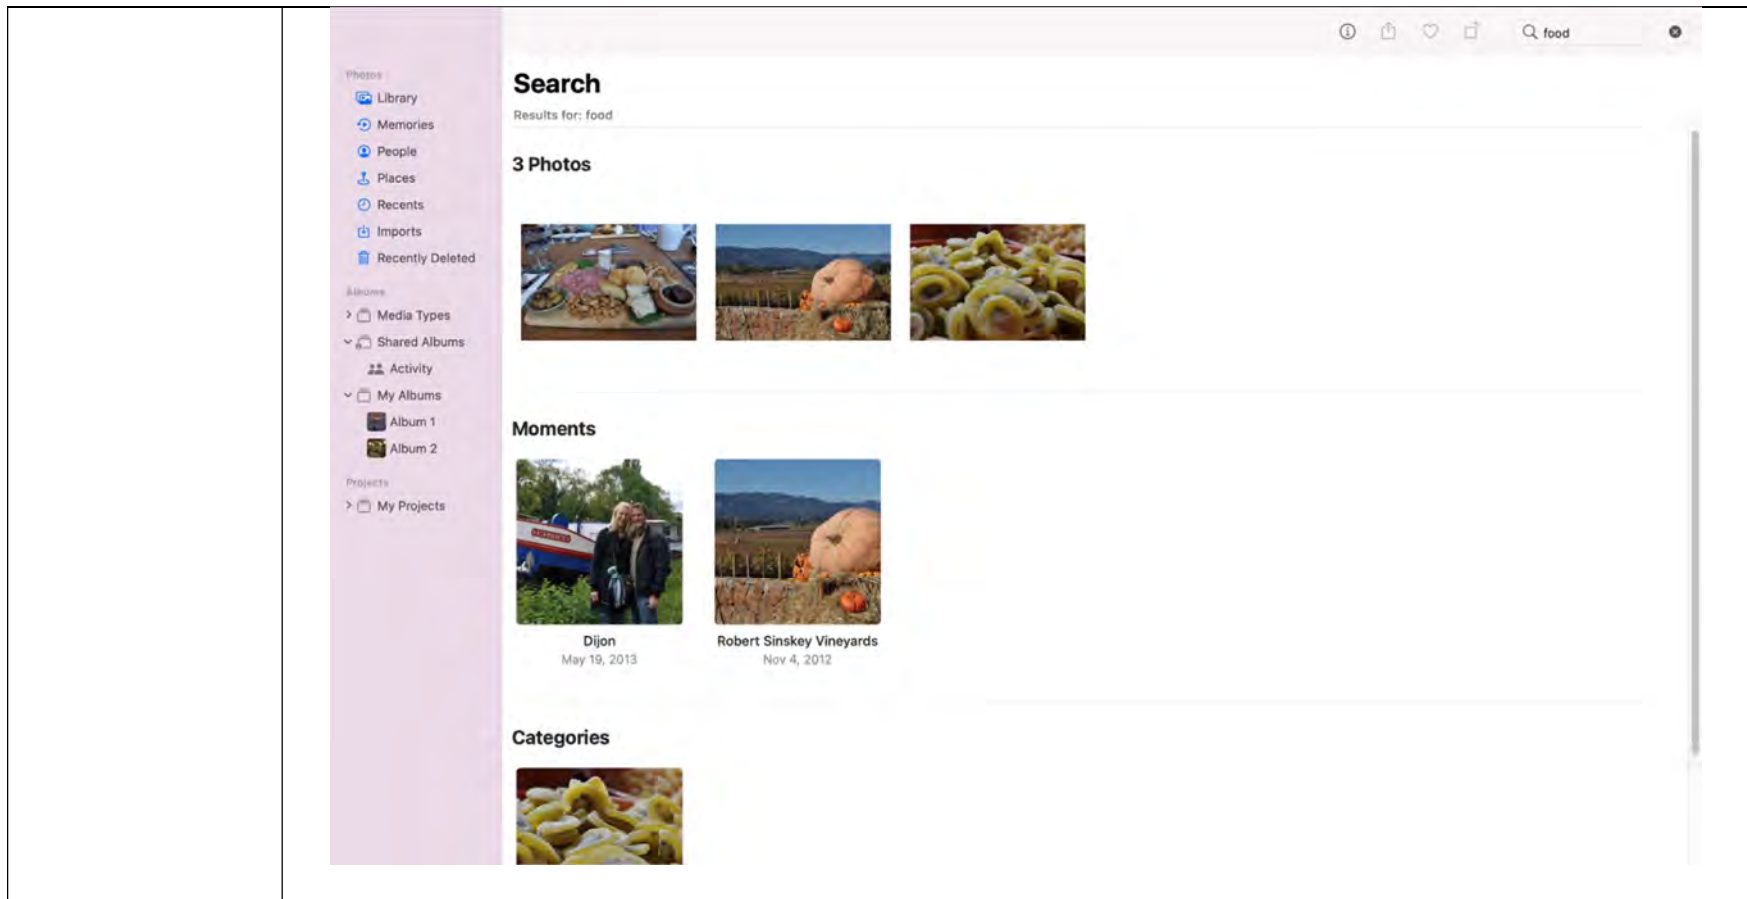 food
Photos
Library
Memories
People
Places
Recents
Imports
Recently Deleted
Albums
Media Types
Shared Albums
Activity
My Albums
Album 1
Album 2
Projects
My Projects
Search
Results for: food
3 Photos
Moments
Dijon
May 19, 2013
Robert Sinskey Vineyards
Nov 4, 2012
Categories